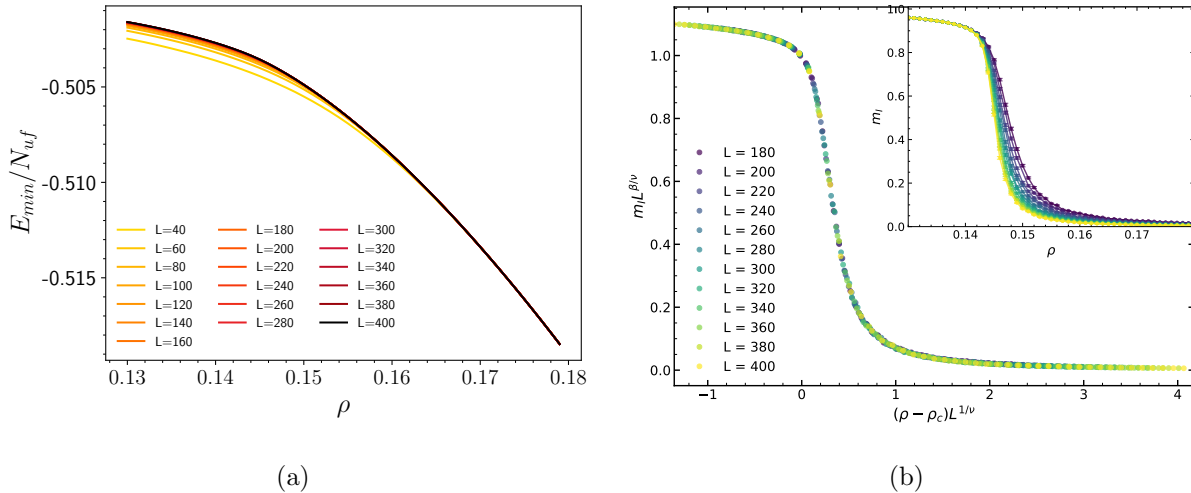 -0.505
-0.510
-0.515
E_min/N_uf
L=40
L=60
L=80
L=100
L=120
L=140
L=160
L=180
L=200
L=220
L=240
L=260
L=280
L=300
L=320
L=340
L=360
L=380
L=400
0.13 0.14 0.15 0.16 0.17 0.18
ρ
(a)
1.0
0.8
0.6
0.4
0.2
0.0
m_l L^{β/ν}
L = 180
L = 200
L = 220
L = 240
L = 260
L = 280
L = 300
L = 320
L = 340
L = 360
L = 380
L = 400
1.0
0.8
0.6
0.4
0.2
0.0
m_l
0.14 0.15 0.16 0.17
ρ
−1 0 1 2 3 4
(ρ − ρ_c)L^{1/ν}
(b)